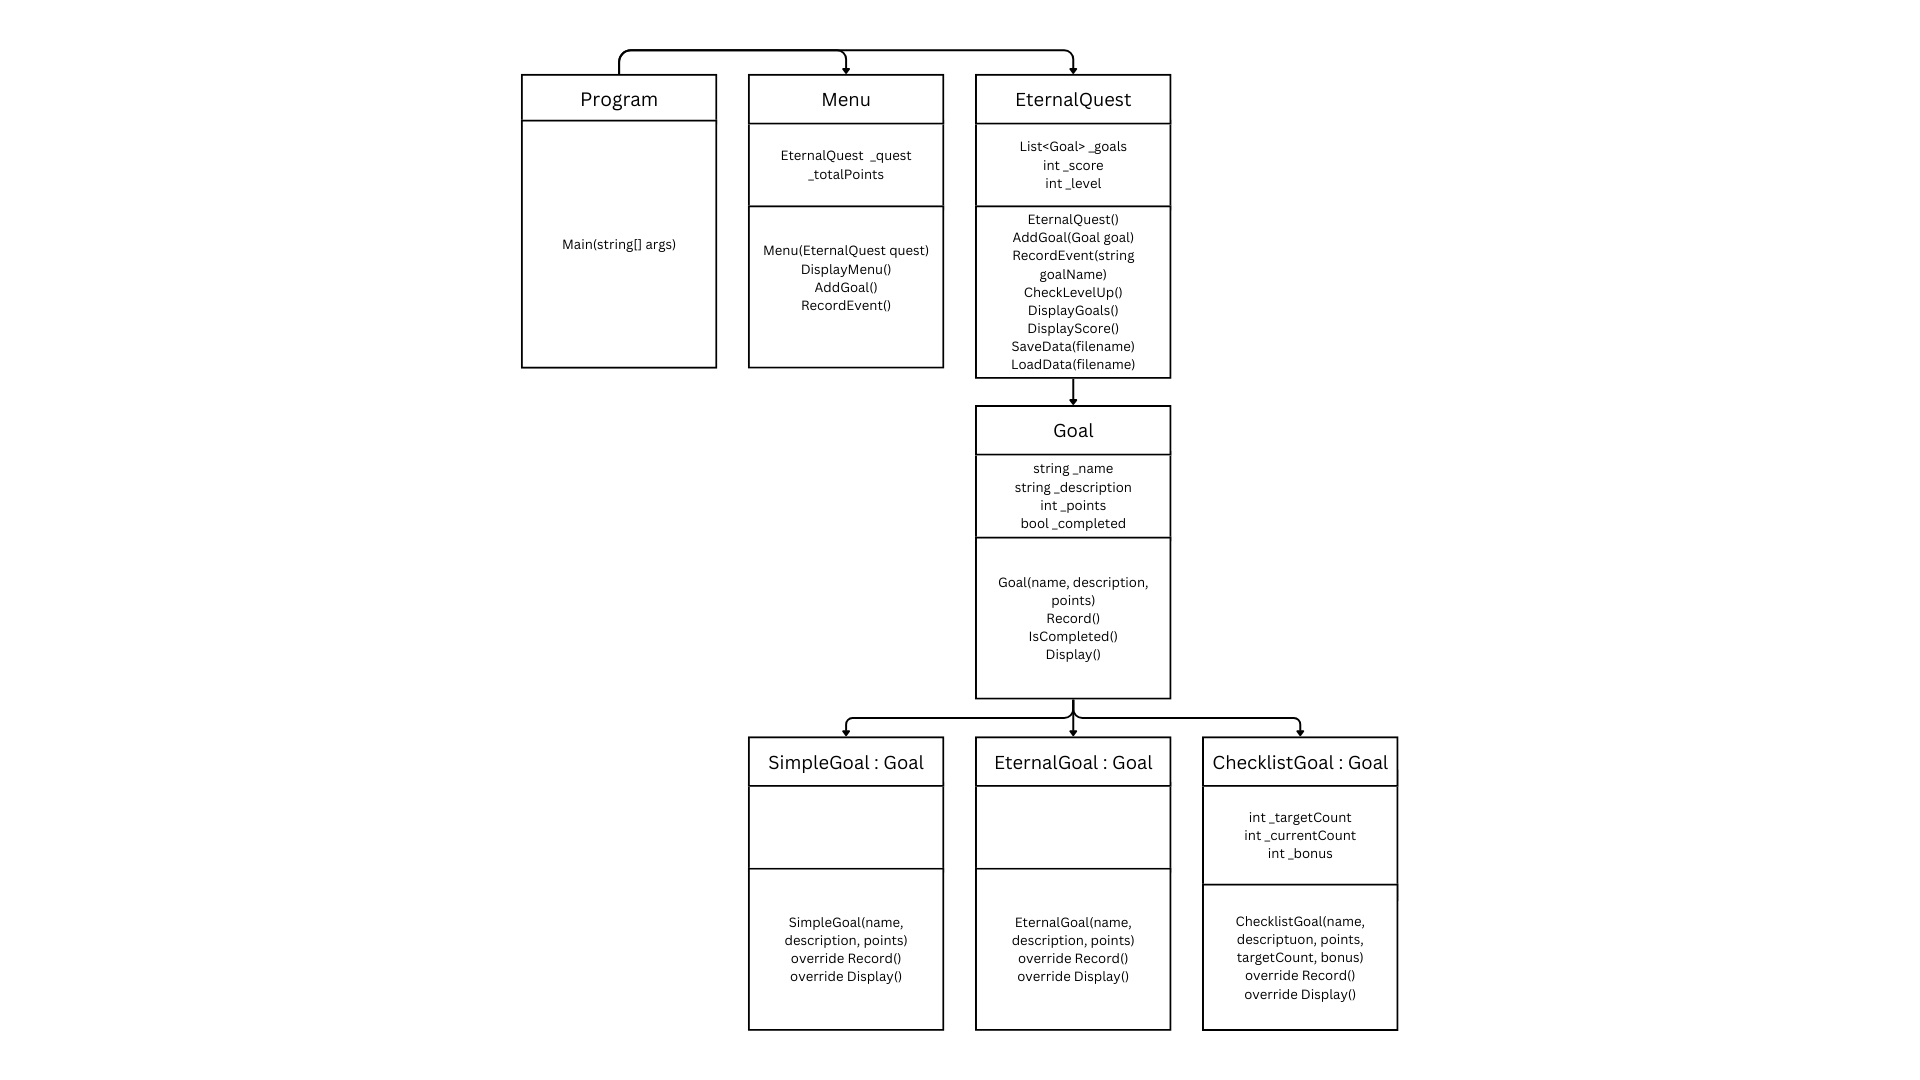 Program
Main(string[] args)
Menu
EternalQuest _quest
_totalPoints
Menu(EternalQuest quest)
DisplayMenu()
AddGoal()
RecordEvent()
EternalQuest
List<Goal> _goals
int _score
int _level
EternalQuest()
AddGoal(Goal goal)
RecordEvent(string
goalName)
CheckLevelUp()
DisplayGoals()
DisplayScore()
SaveData(filename)
LoadData(filename)
Goal
string _name
string _description
int _points
bool _completed
Goal(name, description,
points)
Record()
IsCompleted()
Display()
SimpleGoal : Goal
SimpleGoal(name,
description, points)
override Record()
override Display()
EternalGoal : Goal
EternalGoal(name,
description, points)
override Record()
override Display()
ChecklistGoal : Goal
int _targetCount
int _currentCount
int _bonus
ChecklistGoal(name,
descriptuon, points,
targetCount, bonus)
override Record()
override Display()